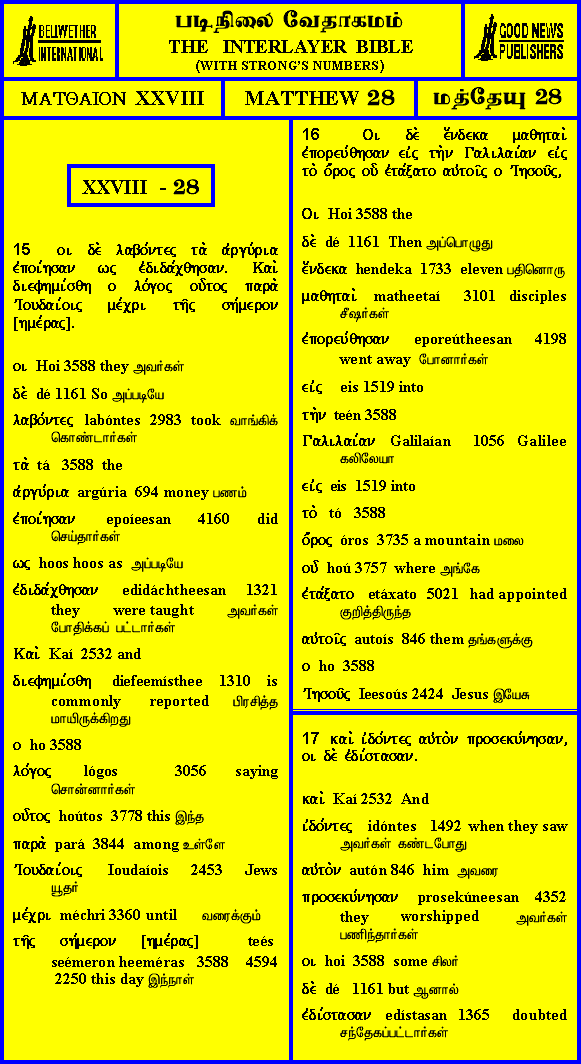 BELLWETHER
INTERNATIONAL
படிநிலை வேதாகமம்
THE INTERLAYER BIBLE
(WITH STRONG'S NUMBERS)
GOOD NEWS
PUBLISHERS
ΜΑΤΘΑΙΟΝ XXVIII
MATTHEW 28
மத்தேயு 28
XXVIII - 28
15 οι δὲ λαβόντες τὰ ἀργύρια
ἐποίησαν ως ἐδιδάχθησαν. Καὶ
διεφημίσθη ο λόγος οὗτος παρὰ
Ἰουδαίοις μέχρι τῆς σήμερον
[ημέρας].
οι Hoi 3588 they அவர்கள்
δὲ dé 1161 So அப்படியே
λαβόντες labóntes 2983 took வாங்கிக்
கொண்டார்கள்
τὰ tá 3588 the
ἀργύρια argúria 694 money பணம்
ἐποίησαν epoíeesan 4160 did
செய்தார்கள்
ως hoos hoos as அப்படியே
ἐδιδάχθησαν edidáchtheesan 1321
they were taught அவர்கள்
போதிக்கப் பட்டார்கள்
Καὶ Kaí 2532 and
διεφημίσθη diefeemísthee 1310 is
commonly reported பிரசித்த
மாயிருக்கிறது
ο ho 3588
λόγος lógos 3056 saying
சொன்னார்கள்
οὗτος hoútos 3778 this இந்த
παρὰ pará 3844 among உள்ளே
Ἰουδαίοις Ioudaíois 2453 Jews
யூதர்
μέχρι méchri 3360 until வரைக்கும்
τῆς σήμερον [ημέρας] teés
seémeron heeméras 3588 4594
2250 this day இந்நாள்
16 Οι δὲ ἕνδεκα μαθηταὶ
ἐπορεύθησαν εἰς τὴν Γαλιλαίαν εἰς
τὸ ὄρος οὗ ἐτάξατο αὐτοῖς ο Ἰησοῦς,
Οι Hoi 3588 the
δὲ dé 1161 Then அப்பொழுது
ἕνδεκα hendeka 1733 eleven பதினொரு
μαθηταὶ matheetaí 3101 disciples
சீஷர்கள்
ἐπορεύθησαν eporeútheesan 4198
went away போனார்கள்
εἰς eis 1519 into
τὴν teén 3588
Γαλιλαίαν Galilaían 1056 Galilee
கலிலேயா
εἰς eis 1519 into
τὸ tó 3588
ὄρος óros 3735 a mountain மலை
οὗ hoú 3757 where அங்கே
ἐτάξατο etáxato 5021 had appointed
குறித்திருந்த
αὐτοῖς autoís 846 them தங்களுக்கு
ο ho 3588
Ἰησοῦς Ieesoús 2424 Jesus இயேசு
17 καὶ ἰδόντες αὐτὸν προσεκύνησαν,
οι δὲ ἐδίστασαν.
καὶ Kaí 2532 And
ἰδόντες idóntes 1492 when they saw
அவர்கள் கண்டபோது
αὐτὸν autón 846 him அவரை
προσεκύνησαν prosekúneesan 4352
they worshipped அவர்கள்
பணிந்தார்கள்
οι hoi 3588 some சிலர்
δὲ dé 1161 but ஆனால்
ἐδίστασαν edístasan 1365 doubted
சந்தேகப்பட்டார்கள்